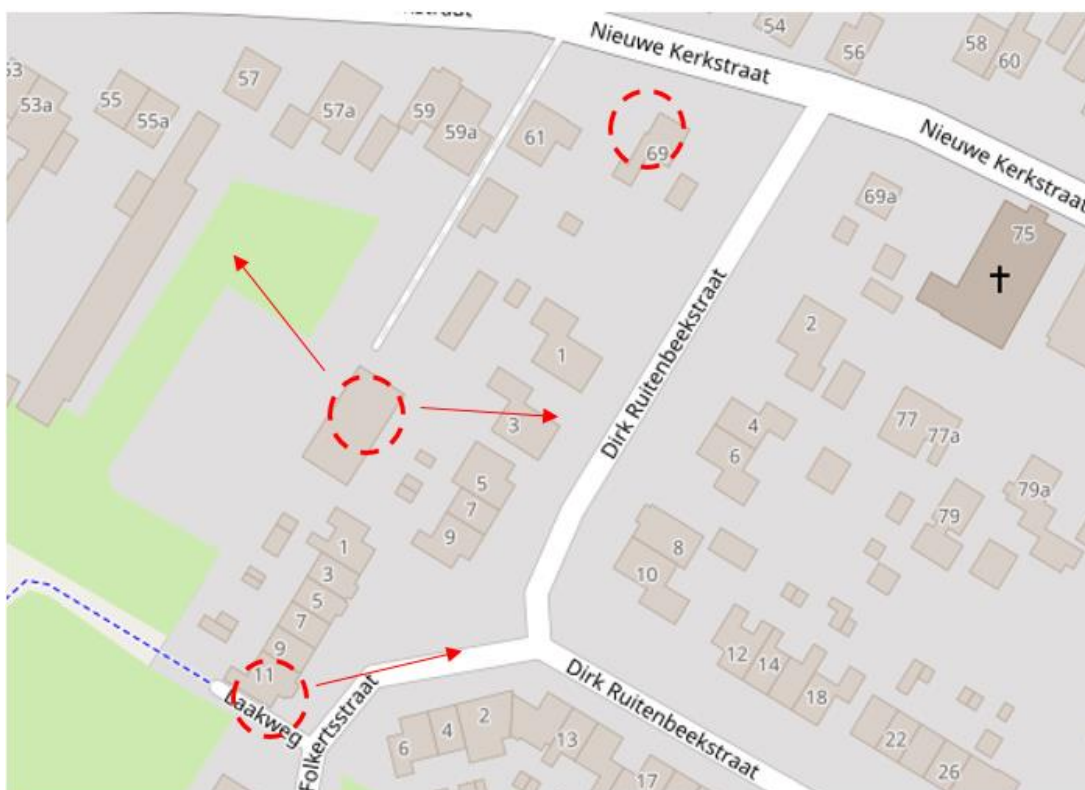 54
Nieuwe Kerkstraat
56
58
60
57
53a
55
55a
57a
59
59a
61
69
Nieuwe Kerkstraat
69a
75
2
1
3
Dirk Ruitenbeekstraat
4
6
77
77a
5
7
9
79a
79
8
10
1
3
5
7
9
11
Laakweg
Folkertsstraat
12
14
18
Dirk Ruitenbeekstraat
2
4
6
13
17
22
26